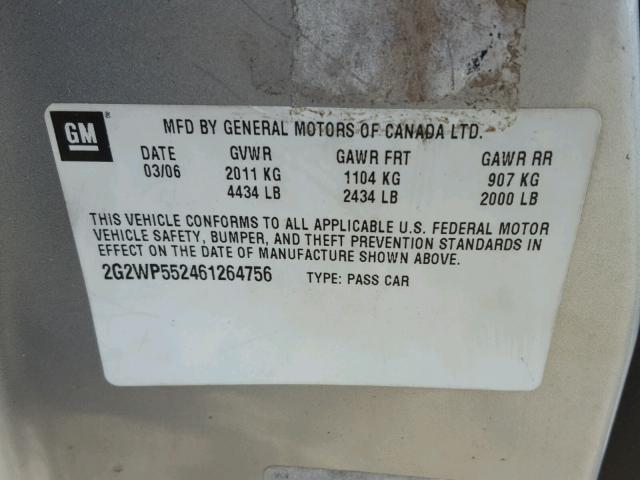 GM
MFD BY GENERAL MOTORS OF CANADA LTD.
DATE GVWR GAWR FRT GAWR RR
03/06 2011 KG 1104 KG 907 KG
4434 LB 2434 LB 2000 LB
THIS VEHICLE CONFORMS TO ALL APPLICABLE U.S. FEDERAL MOTOR
VEHICLE SAFETY, BUMPER, AND THEFT PREVENTION STANDARDS IN
EFFECT ON THE DATE OF MANUFACTURE SHOWN ABOVE.
2G2WP552461264756 TYPE: PASS CAR